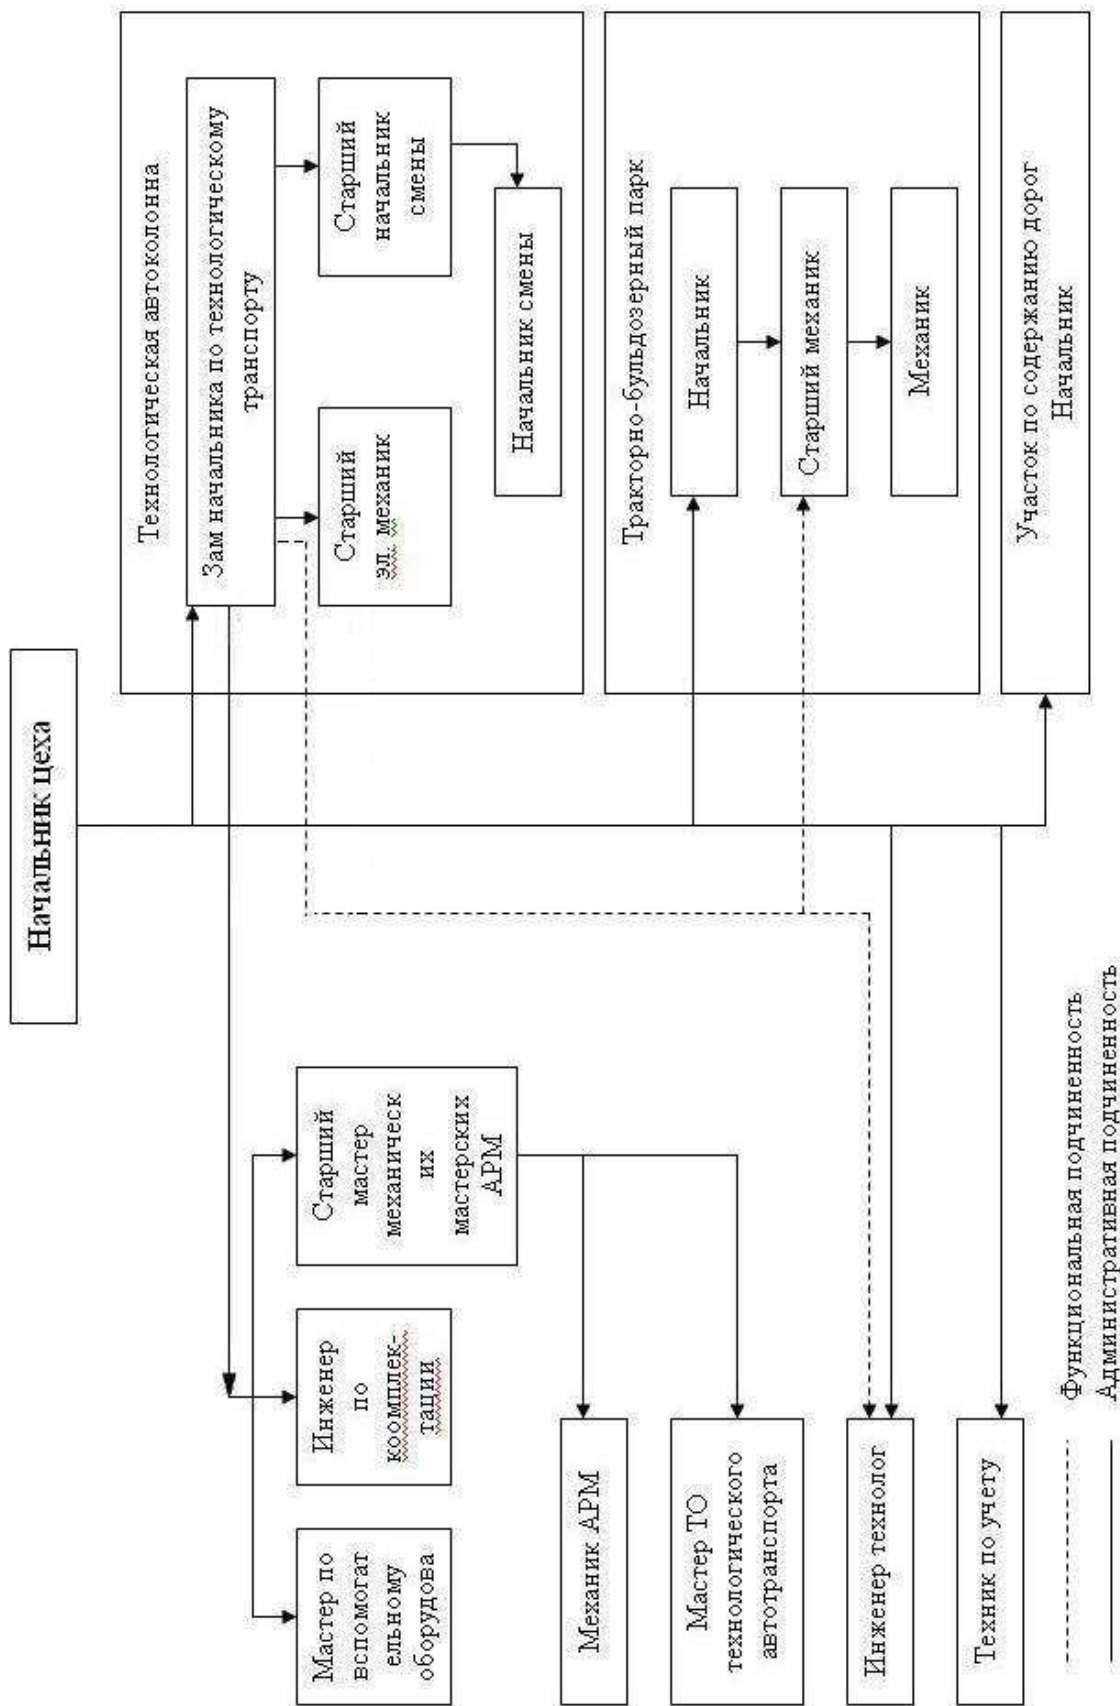 Начальник цеха
Технологическая автоколонна
Зам начальника по технологическому
транспорту
Старший
эл. механик
Старший
начальник
смены
Начальник смены
Мастер по
вспомогат
ельному
оборудова
Инженер
по
коомплек-
тации
Старший
мастер
механическ
их
мастерских
АРМ
Механик АРМ
Мастер ТО
технологического
автотранспорта
Инженер технолог
Техник по учету
Тракторно-бульдозерный парк
Начальник
Старший механик
Механик
Участок по содержанию дорог
Начальник
Функциональная подчиненность
Административная подчиненность